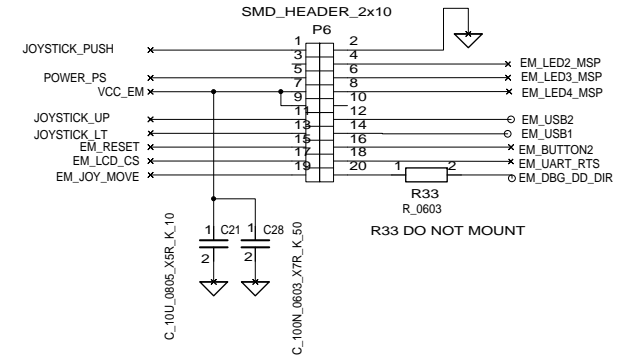 SMD_HEADER_2x10
P6
JOYSTICK_PUSH 1 2
3 4 EM_LED2_MSP
POWER_PS 5 6 EM_LED3_MSP
VCC_EM 7 8 EM_LED4_MSP
9 10
JOYSTICK_UP 11 12 EM_USB2
JOYSTICK_LT 13 14 EM_USB1
EM_RESET 15 16 EM_BUTTON2
EM_LCD_CS 17 18 EM_UART_RTS
EM_JOY_MOVE 19 20 1 2 EM_DBG_DD_DIR
R33
R_0603
R33 DO NOT MOUNT
1 C21 1 C28
2 2
C_10U_0805_X5R_K_10
C_100N_0603_X7R_K_50